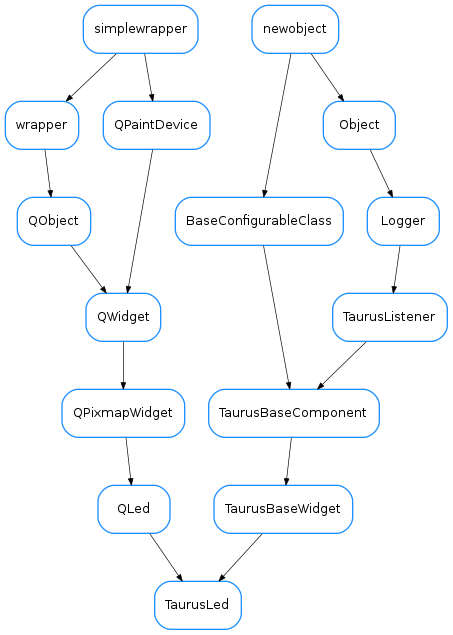 simplewrapper
newobject
wrapper
QPaintDevice
Object
QObject
BaseConfigurableClass
Logger
QWidget
TaurusListener
QPixmapWidget
TaurusBaseComponent
QLed
TaurusBaseWidget
TaurusLed